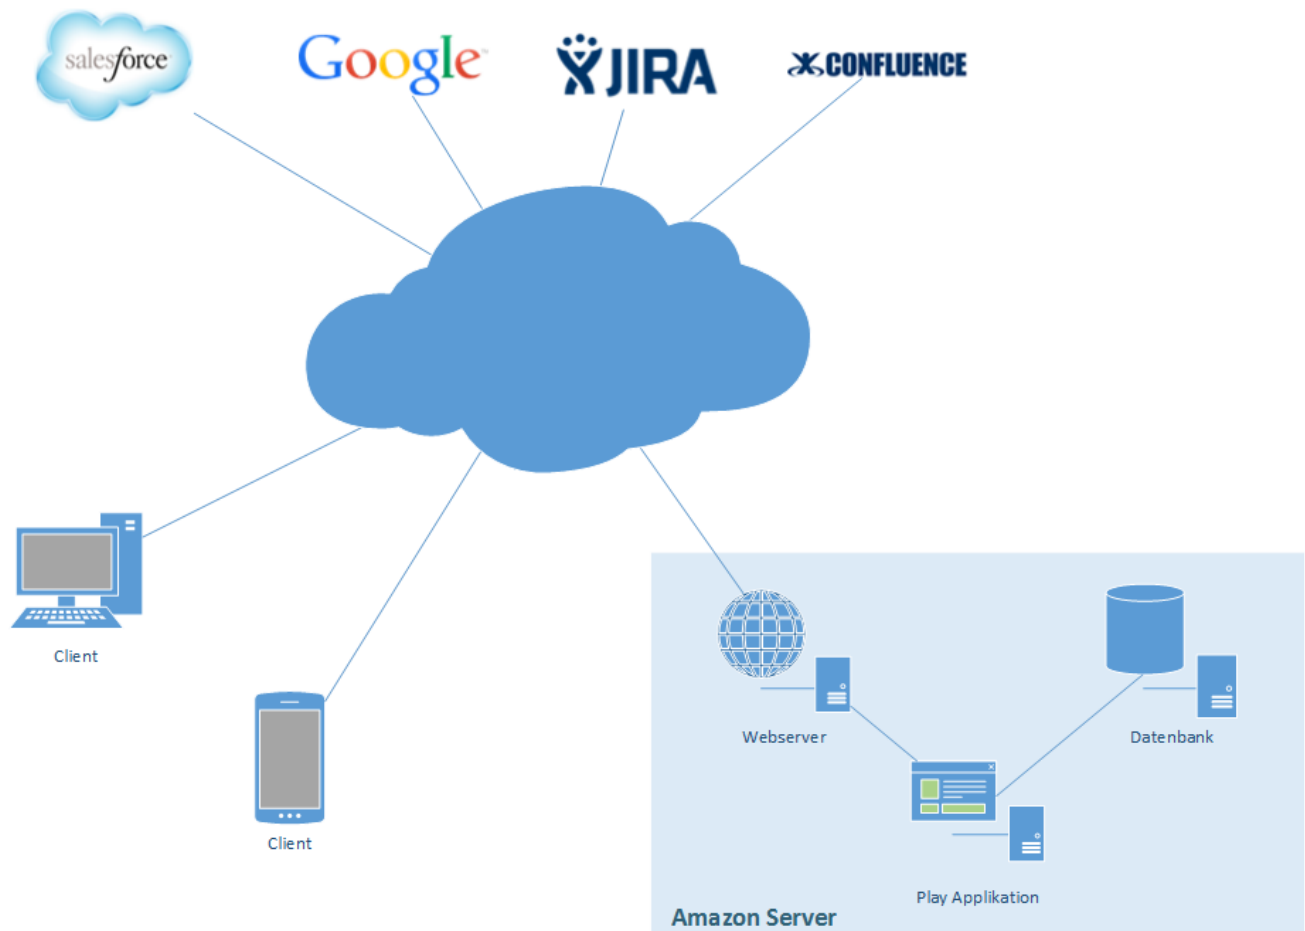 salesforce
Google
JIRA
CONFLUENCE
Client
Client
Webserver
Datenbank
Play Applikation
Amazon Server